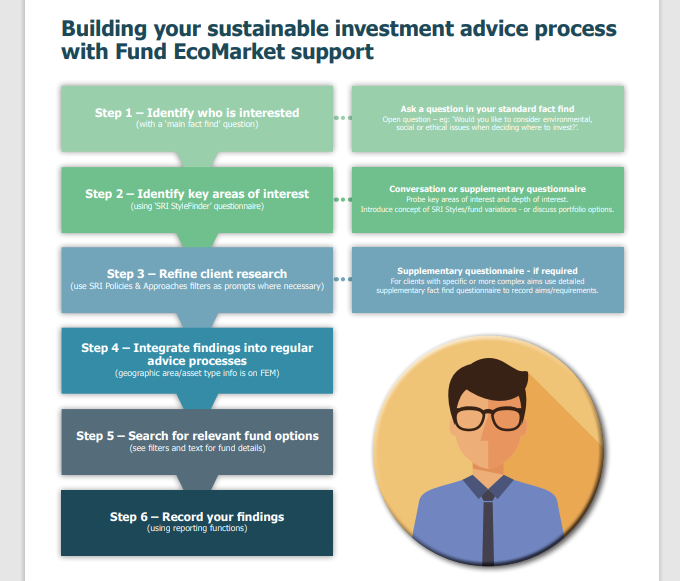 Building your sustainable investment advice process
with Fund EcoMarket support
Step 1 – Identify who is interested
(with a 'main fact find' question)
Ask a question in your standard fact find
Open question – eg: 'Would you like to consider environmental,
social or ethical issues when deciding where to invest?'.
Step 2 – Identify key areas of interest
(using 'SRI StyleFinder' questionnaire)
Conversation or supplementary questionnaire
Probe key areas of interest and depth of interest.
Introduce concept of SRI Styles/fund variations - or discuss portfolio options.
Step 3 – Refine client research
(use SRI Policies & Approaches filters as prompts where necessary)
Supplementary questionnaire - if required
For clients with specific or more complex aims use detailed
supplementary fact find questionnaire to record aims/requirements.
Step 4 – Integrate findings into regular
advice processes
(geographic area/asset type info is on FEM)
Step 5 – Search for relevant fund options
(see filters and text for fund details)
Step 6 – Record your findings
(using reporting functions)